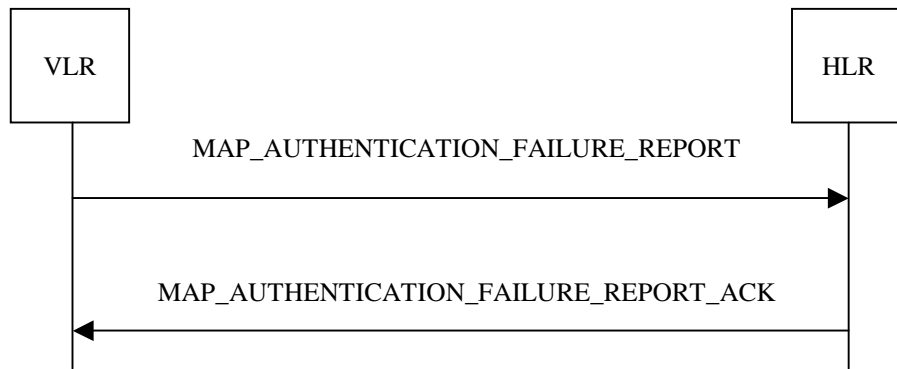 VLR
HLR
MAP_AUTHENTICATION_FAILURE_REPORT
MAP_AUTHENTICATION_FAILURE_REPORT_ACK